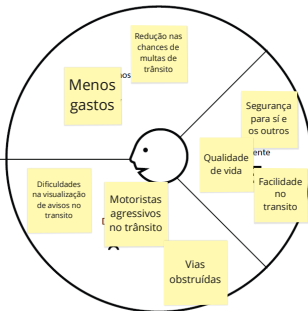 Redução nas
chances de
multas de
trânsito
Menos
gastos
Segurança
para sí e
os outros
Qualidade
de vida
Facilidade
no
transito
Dificuldades
na visualização
de avisos no
transito
Motoristas
agressivos
no trânsito
Vias
obstruídas